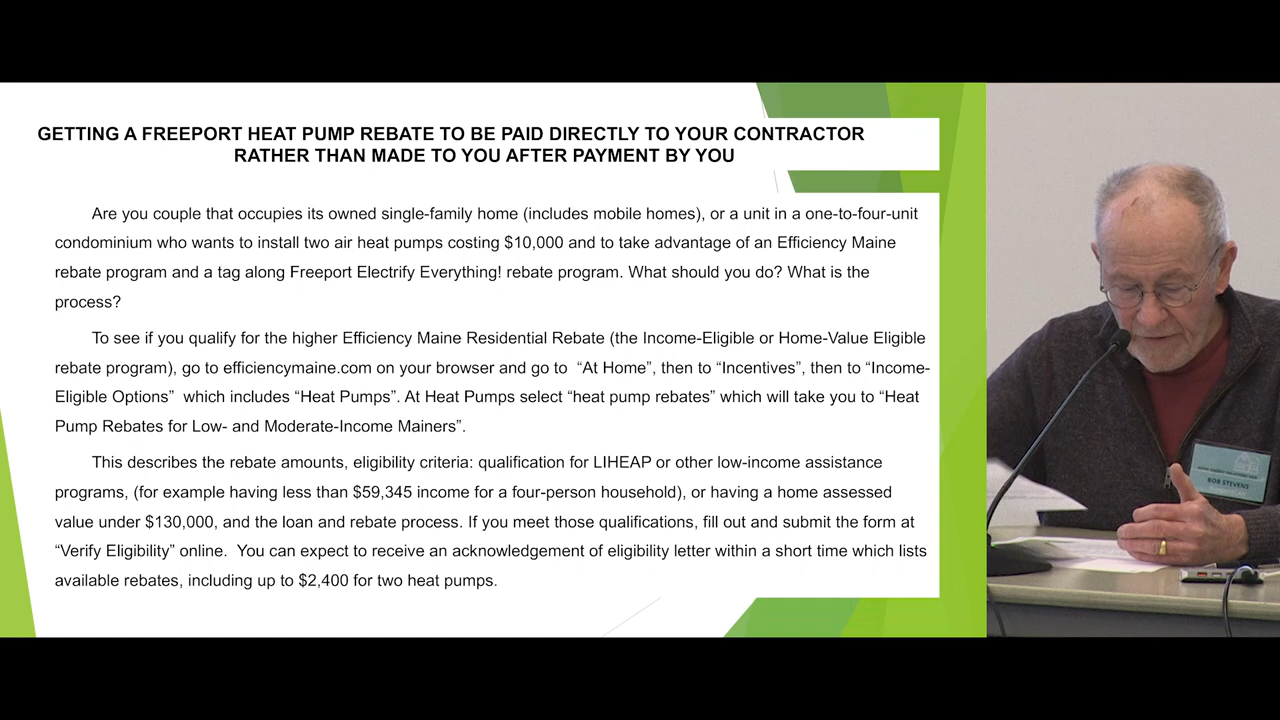 GETTING A FREEPORT HEAT PUMP REBATE TO BE PAID DIRECTLY TO YOUR CONTRACTOR
RATHER THAN MADE TO YOU AFTER PAYMENT BY YOU
Are you couple that occupies its owned single-family home (includes mobile homes), or a unit in a one-to-four-unit
condominium who wants to install two air heat pumps costing $10,000 and to take advantage of an Efficiency Maine
rebate program and a tag along Freeport Electrify Everything! rebate program. What should you do? What is the
process?
To see if you qualify for the higher Efficiency Maine Residential Rebate (the Income-Eligible or Home-Value Eligible
rebate program), go to efficiencymaine.com on your browser and go to “At Home”, then to “Incentives”, then to “Income-
Eligible Options” which includes “Heat Pumps”. At Heat Pumps select “heat pump rebates” which will take you to “Heat
Pump Rebates for Low- and Moderate-Income Mainers”.
This describes the rebate amounts, eligibility criteria: qualification for LIHEAP or other low-income assistance
programs, (for example having less than $59,345 income for a four-person household), or having a home assessed
value under $130,000, and the loan and rebate process. If you meet those qualifications, fill out and submit the form at
“Verify Eligibility” online. You can expect to receive an acknowledgement of eligibility letter within a short time which lists
available rebates, including up to $2,400 for two heat pumps.
ROB STEVENS